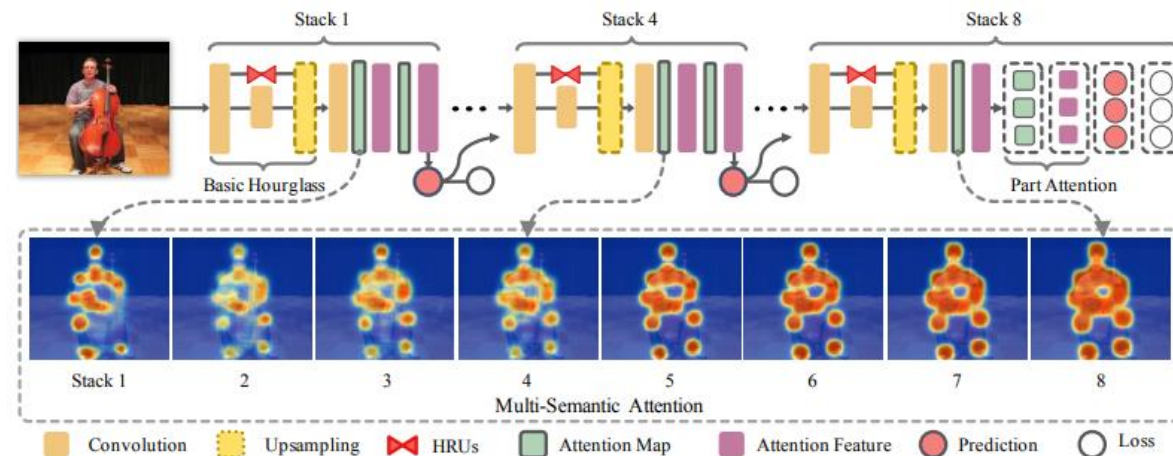 Stack 1
Stack 4
Stack 8
Basic Hourglass
Part Attention
Stack 1 2 3 4 5 6 7 8
Multi-Semantic Attention
Convolution Upsampling HRUs Attention Map Attention Feature Prediction Loss